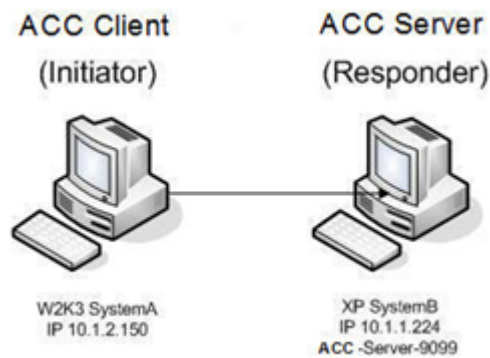 ACC Client
(Initiator)
ACC Server
(Responder)
W2K3 SystemA
IP 10.1.2.150
XP SystemB
IP 10.1.1.224
ACC -Server-9099